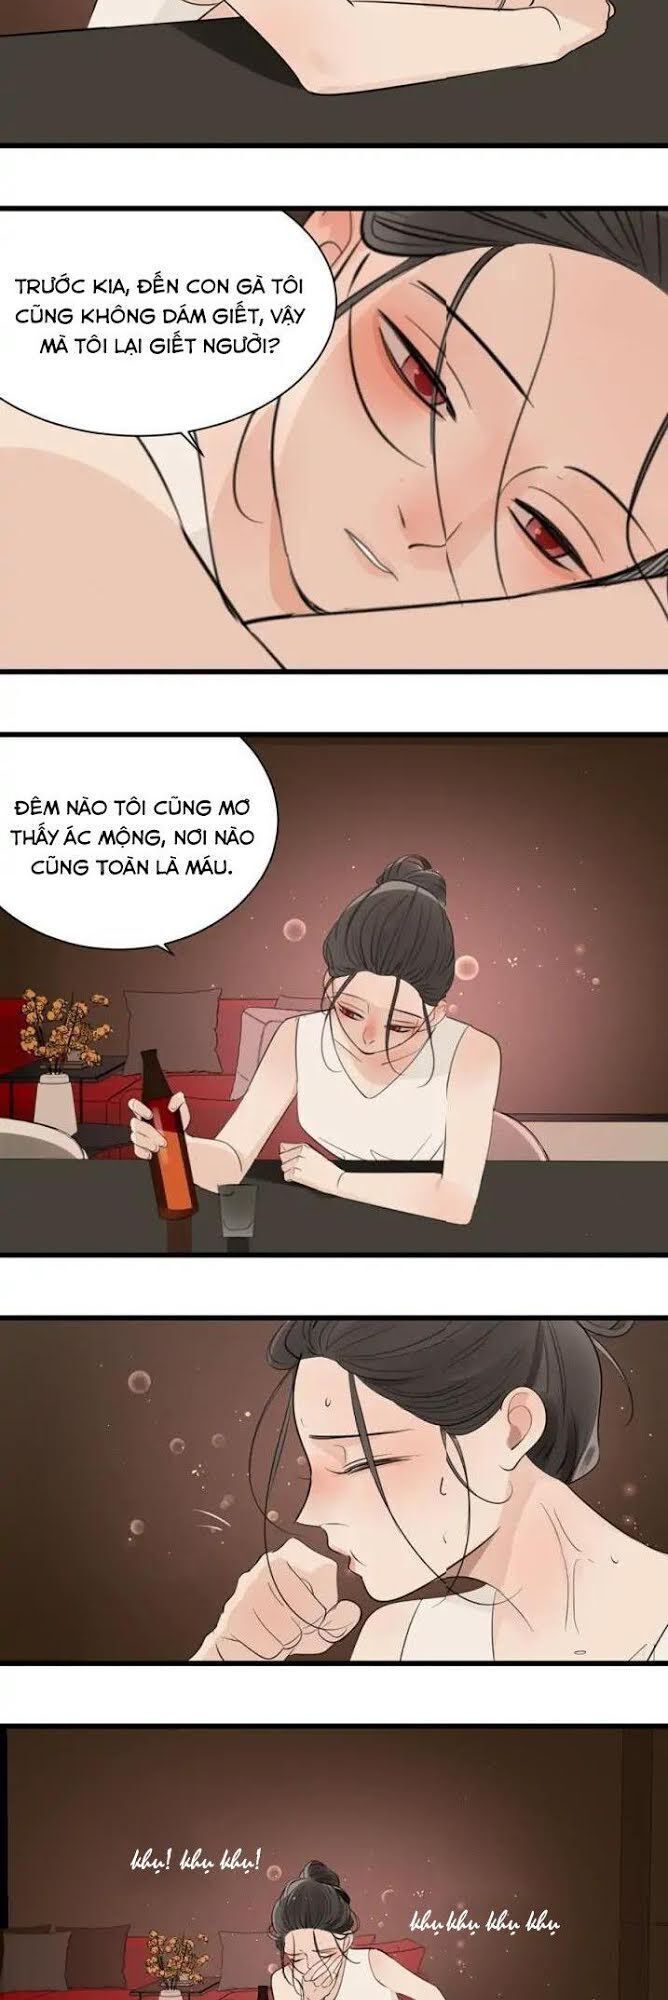 TRƯỚC KIA, ĐẾN CON GÀ TÔI
CŨNG KHÔNG DÁM GIẾT, VẬY
MÀ TÔI LẠI GIẾT NGƯỜI?
ĐÊM NÀO TÔI CŨNG MƠ
THẤY ÁC MỘNG, NƠI NÀO
CŨNG TOÀN LÀ MÁU.
khụ! khụ khụ!
khụ khụ khụ khụ